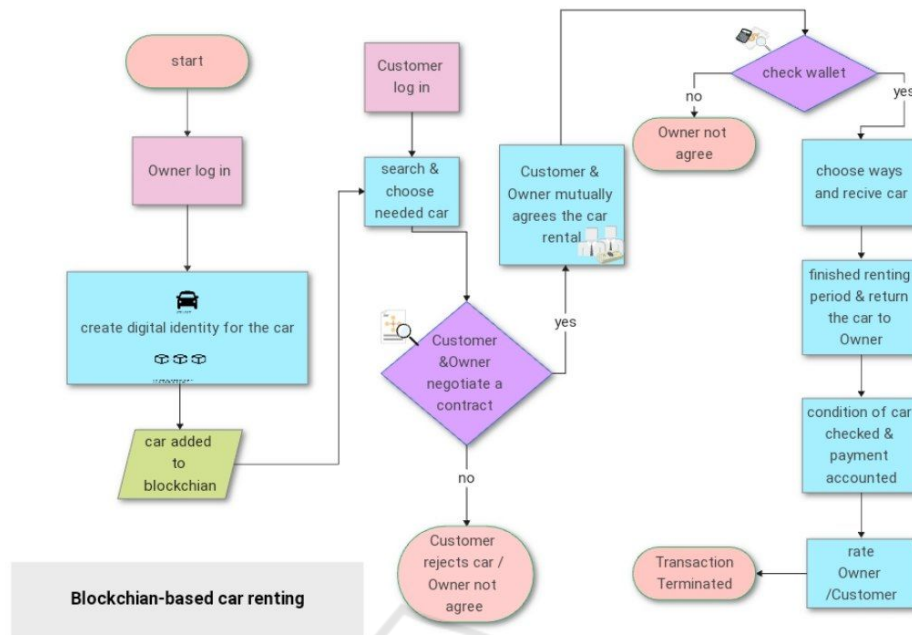 start
Owner log in
create digital identity for the car
car added
to
blockchian
Customer
log in
search &
choose
needed car
Customer
&Owner
negotiate a
contract
no
Customer
rejects car /
Owner not
agree
yes
Customer &
Owner mutually
agrees the car
rental
check wallet
no
Owner not
agree
yes
choose ways
and recive car
finished renting
period & return
the car to
Owner
condition of car
checked &
payment
accounted
rate
Owner
/Customer
Transaction
Terminated
Blockchian-based car renting